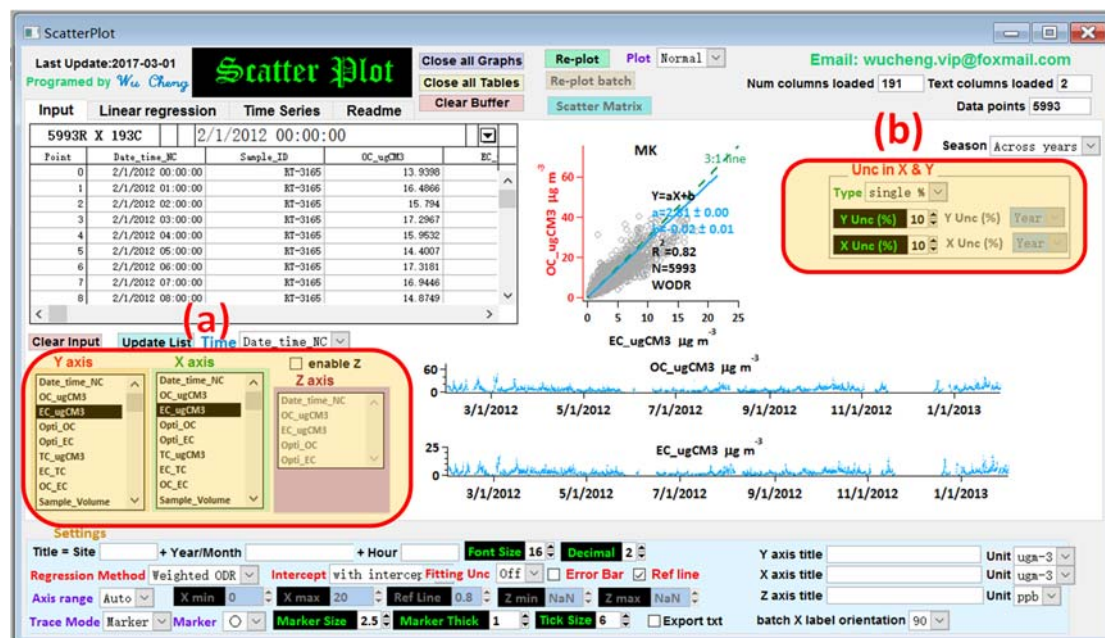 ScatterPlot
Last Update:2017-03-01
Programed by Wu Cheng
Scatter Plot
Close all Graphs
Close all Tables
Clear Buffer
Re-plot
Plot Normal
Re-plot batch
Scatter Matrix
Email: wucheng.vip@foxmail.com
Num columns loaded 191 Text columns loaded 2
Data points 5993
Input Linear regression Time Series Readme
5993R X 193C 2/1/2012 00:00:00
Point Date_time_NC Sample_ID OC_ugCM3 EC_
0 2/1/2012 00:00:00 RT-3165 13.9398
1 2/1/2012 01:00:00 RT-3165 16.4866
2 2/1/2012 02:00:00 RT-3165 15.794
3 2/1/2012 03:00:00 RT-3165 17.2967
4 2/1/2012 04:00:00 RT-3165 15.9532
5 2/1/2012 05:00:00 RT-3165 14.4007
6 2/1/2012 06:00:00 RT-3165 17.3181
7 2/1/2012 07:00:00 RT-3165 16.9446
8 2/1/2012 08:00:00 RT-3165 14.8749
MK
3:1 line
OC_ugCM3 µg m-3
60
40
20
0
Y=aX+b
a=2.61 ± 0.00
b=-0.02 ± 0.01
R2=0.82
N=5993
WODR
0 5 10 15 20 25
EC_ugCM3 µg m-3
(b)
Season Across years
Unc in X & Y
Type single %
Y Unc (%) 10 Y Unc (%) Year
X Unc (%) 10 X Unc (%) Year
(a)
Clear Input Update List Time Date_time_NC
Y axis
Date_time_NC
OC_ugCM3
EC_ugCM3
Opti_OC
Opti_EC
TC_ugCM3
EC_TC
OC_EC
Sample_Volume
X axis
Date_time_NC
OC_ugCM3
EC_ugCM3
Opti_OC
Opti_EC
TC_ugCM3
EC_TC
OC_EC
Sample_Volume
enable Z
Z axis
Date_time_NC
OC_ugCM3
EC_ugCM3
Opti_OC
Opti_EC
OC_ugCM3 µg m-3
60
0
3/1/2012 5/1/2012 7/1/2012 9/1/2012 11/1/2012 1/1/2013
EC_ugCM3 µg m-3
25
0
3/1/2012 5/1/2012 7/1/2012 9/1/2012 11/1/2012 1/1/2013
Settings
Title = Site + Year/Month + Hour Font Size 16 Decimal 2
Regression Method Weighted ODR Intercept with intercep Fitting Unc Off Error Bar Ref line
Axis range Auto X min 0 X max 20 Ref Line 0.8 Z min NaN Z max NaN
Trace Mode Marker Marker Marker Size 2.5 Marker Thick 1 Tick Size 6 Export txt
Y axis title Unit ugm-3
X axis title Unit ugm-3
Z axis title Unit ppb
batch X label orientation 90